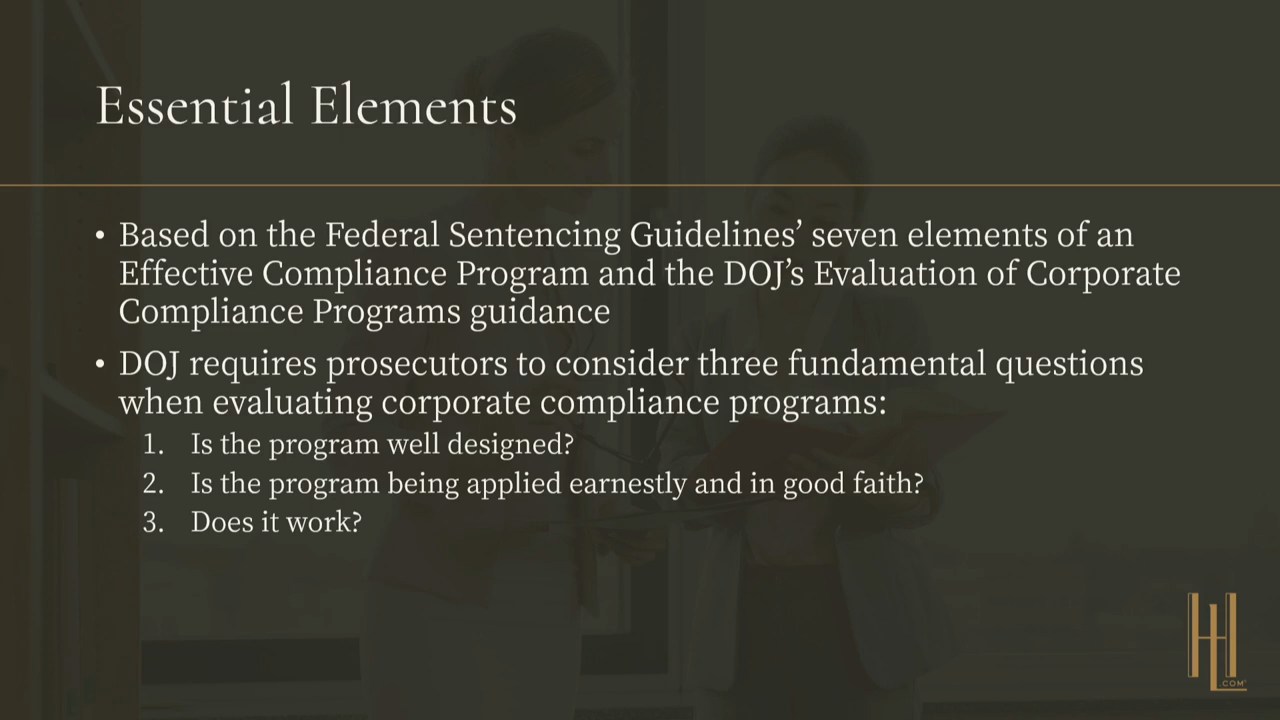 Essential Elements
• Based on the Federal Sentencing Guidelines’ seven elements of an
Effective Compliance Program and the DOJ’s Evaluation of Corporate
Compliance Programs guidance
• DOJ requires prosecutors to consider three fundamental questions
when evaluating corporate compliance programs:
1. Is the program well designed?
2. Is the program being applied earnestly and in good faith?
3. Does it work?
HL
.COM